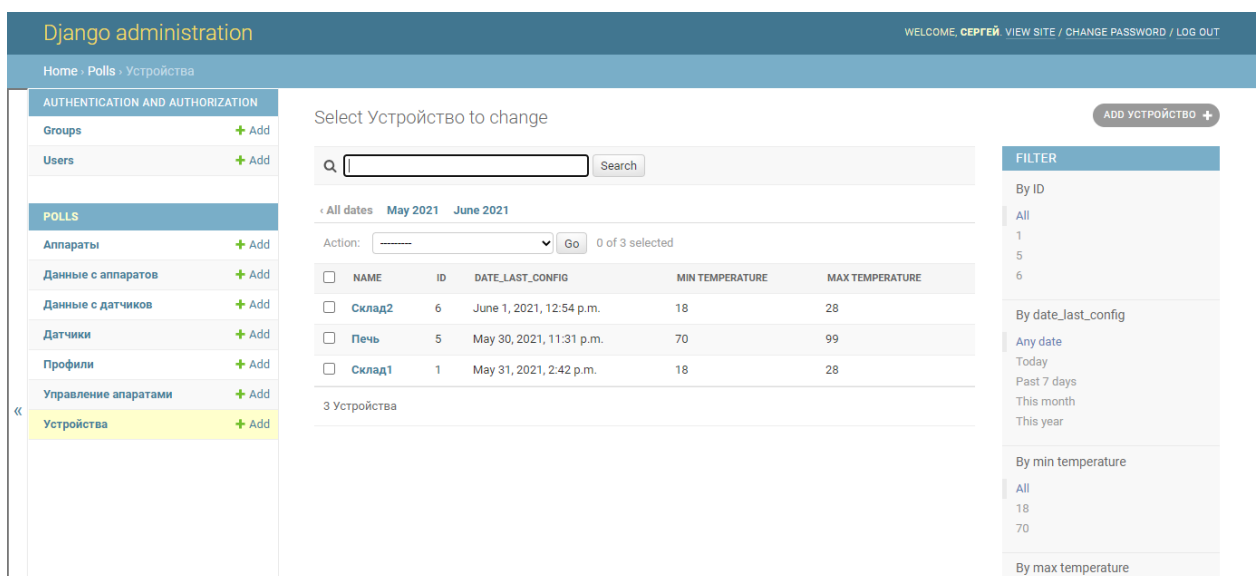 Django administration
WELCOME, СЕРГЕЙ. VIEW SITE / CHANGE PASSWORD / LOG OUT
Home › Polls › Устройства
AUTHENTICATION AND AUTHORIZATION
Groups + Add
Users + Add
POLLS
Аппараты + Add
Данные с аппаратов + Add
Данные с датчиков + Add
Датчики + Add
Профили + Add
Управление апаратами + Add
Устройства + Add
«
Select Устройство to change
ADD УСТРОЙСТВО +
Search
‹ All dates May 2021 June 2021
Action: --------- Go 0 of 3 selected
NAME ID DATE_LAST_CONFIG MIN TEMPERATURE MAX TEMPERATURE
Склад2 6 June 1, 2021, 12:54 p.m. 18 28
Печь 5 May 30, 2021, 11:31 p.m. 70 99
Склад1 1 May 31, 2021, 2:42 p.m. 18 28
3 Устройства
FILTER
By ID
All
1
5
6
By date_last_config
Any date
Today
Past 7 days
This month
This year
By min temperature
All
18
70
By max temperature